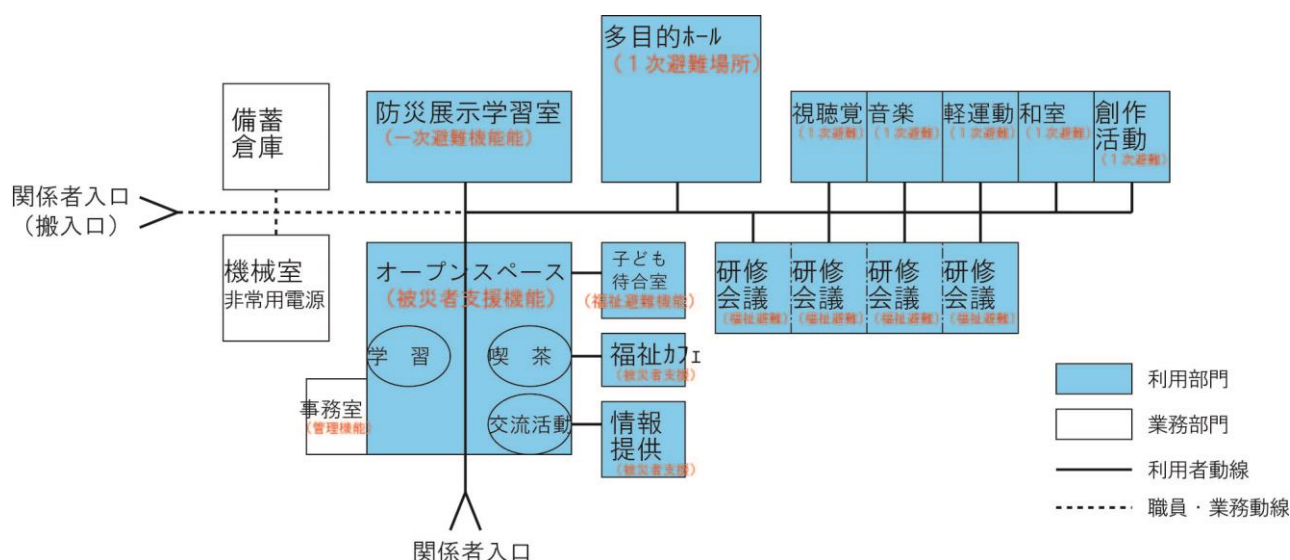 多目的ﾎｰﾙ
(1次避難場所)
備蓄
倉庫
防災展示学習室
(一次避難機能能)
視聴覚
(1次避難)
音楽
(1次避難)
軽運動
(1次避難)
和室
(1次避難)
創作
活動
(1次避難)
関係者入口
(搬入口)
機械室
非常用電源
オープンスペース
(被災者支援機能)
学 習
喫 茶
交流活動
事務室
(管理機能)
子ども
待合室
(福祉避難機能)
福祉ｶﾌｪ
(被災者支援)
情報
提供
(被災者支援)
研修
会議
(福祉避難)
研修
会議
(福祉避難)
研修
会議
(福祉避難)
研修
会議
(福祉避難)
関係者入口
利用部門
業務部門
利用者動線
職員・業務動線